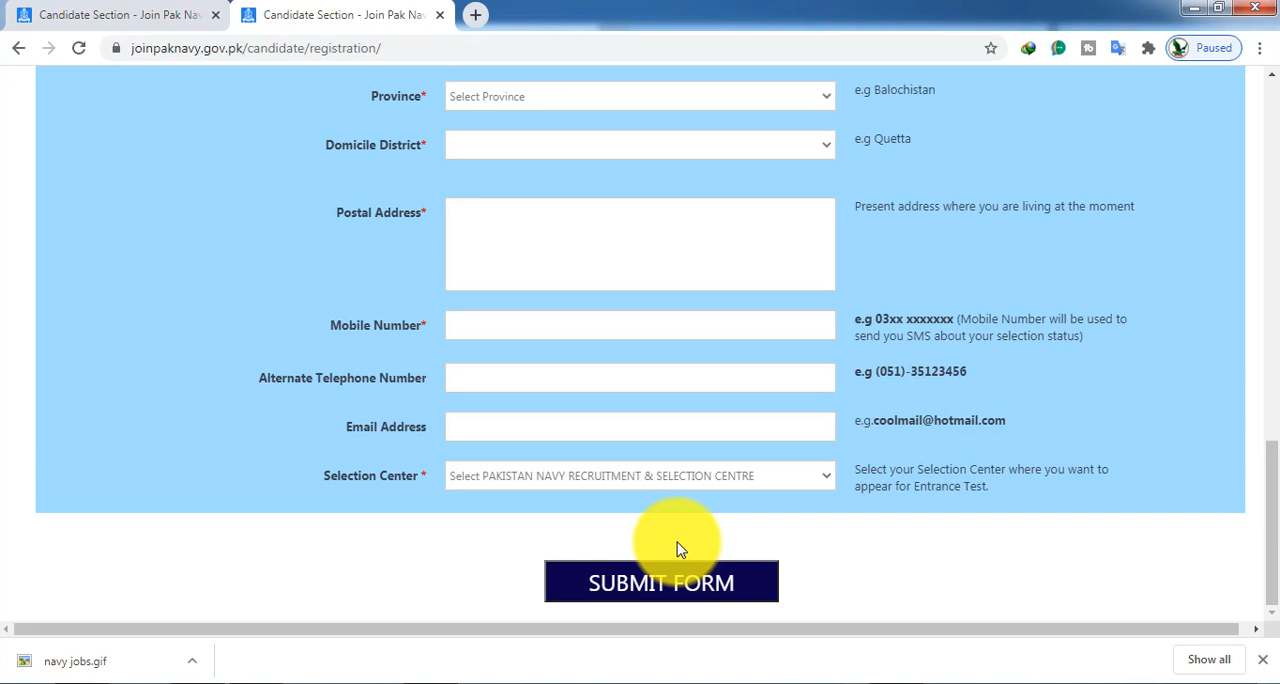 Candidate Section - Join Pak Nav
Candidate Section - Join Pak Nav
joinpaknavy.gov.pk/candidate/registration/
Paused
Province*
Select Province
e.g Balochistan
Domicile District*
e.g Quetta
Postal Address*
Present address where you are living at the moment
Mobile Number*
e.g 03xx xxxxxxx (Mobile Number will be used to
send you SMS about your selection status)
Alternate Telephone Number
e.g (051)-35123456
Email Address
e.g.coolmail@hotmail.com
Selection Center *
Select PAKISTAN NAVY RECRUITMENT & SELECTION CENTRE
Select your Selection Center where you want to
appear for Entrance Test.
SUBMIT FORM
navy jobs.gif
Show all